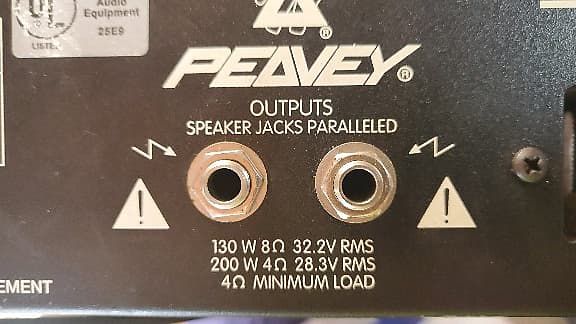 Audio
Equipment
LISTED 25E9
PEAVEY®
OUTPUTS
SPEAKER JACKS PARALLELED
130 W 8Ω 32.2V RMS
200 W 4Ω 28.3V RMS
4Ω MINIMUM LOAD
EMENT